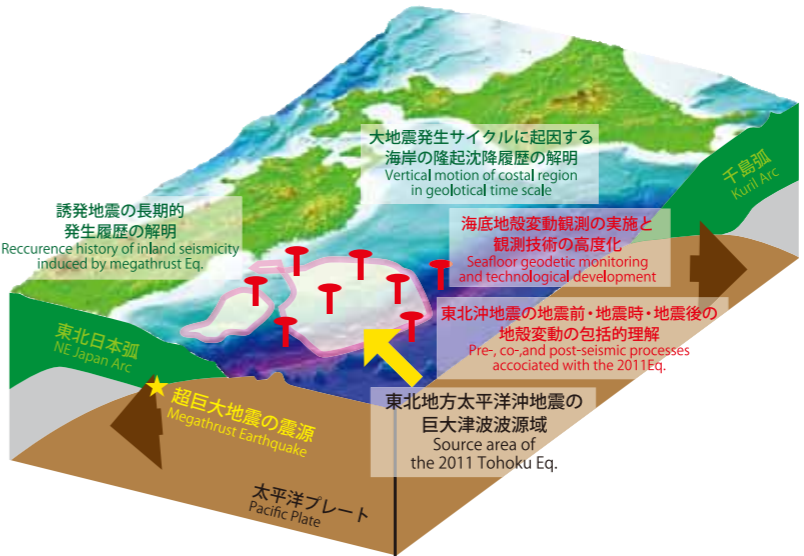 大地震発生サイクルに起因する
海岸の隆起沈降履歴の解明
Vertical motion of costal region
in geolotical time scale
千島弧
Kuril Arc
誘発地震の長期的
発生履歴の解明
Reccurence history of inland seismicity
induced by megathrust Eq.
海底地殻変動観測の実施と
観測技術の高度化
Seafloor geodetic monitoring
and technological development
東北沖地震の地震前・地震時・地震後の
地殻変動の包括的理解
Pre-, co-,and post-seismic processes
accociated with the 2011Eq.
東北日本弧
NE Japan Arc
超巨大地震の震源
Megathrust Earthquake
東北地方太平洋沖地震の
巨大津波波源域
Source area of
the 2011 Tohoku Eq.
太平洋プレート
Pacific Plate